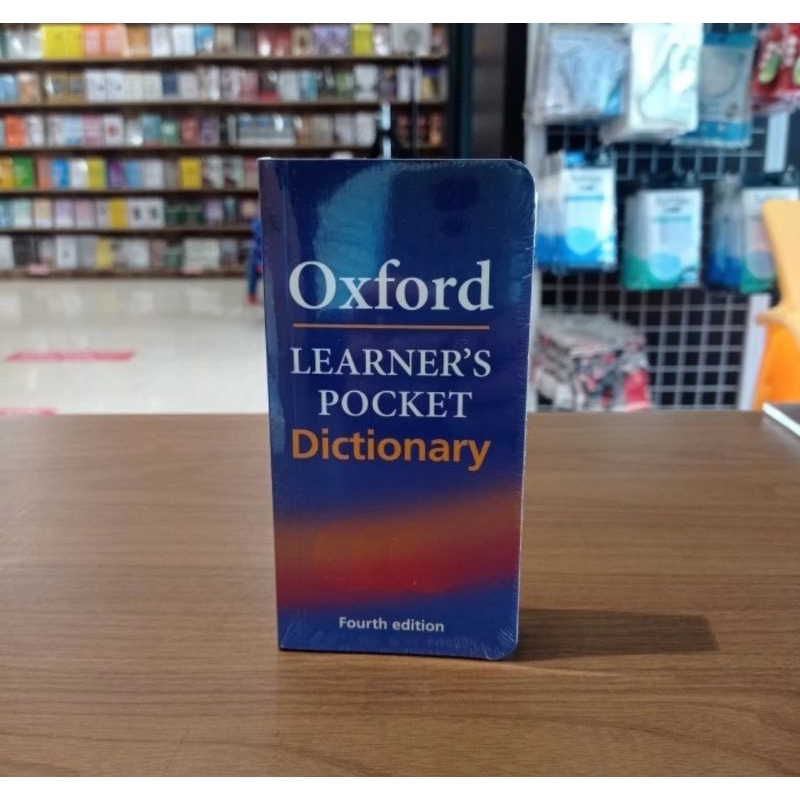 Oxford
LEARNER'S
POCKET
Dictionary
Fourth edition